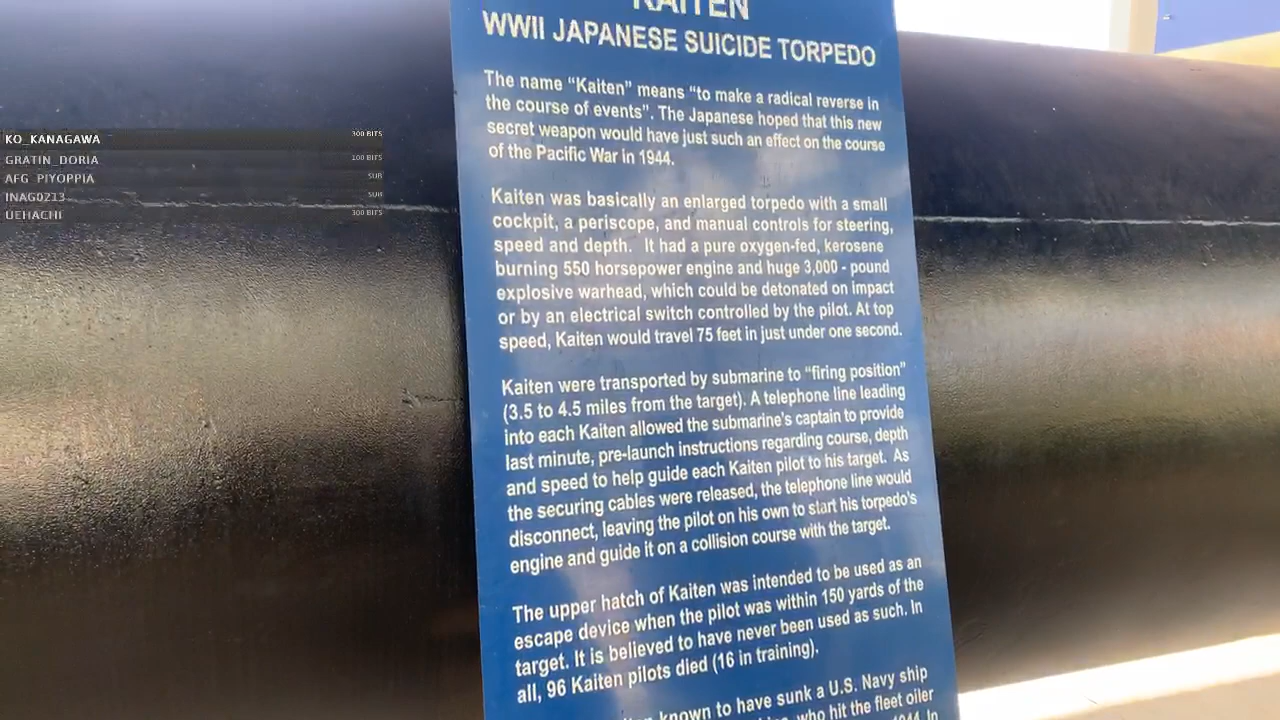 KAITEN
WWII JAPANESE SUICIDE TORPEDO
The name “Kaiten” means “to make a radical reverse in
the course of events”. The Japanese hoped that this new
secret weapon would have just such an effect on the course
of the Pacific War in 1944.
Kaiten was basically an enlarged torpedo with a small
cockpit, a periscope, and manual controls for steering,
speed and depth. It had a pure oxygen-fed, kerosene
burning 550 horsepower engine and huge 3,000 - pound
explosive warhead, which could be detonated on impact
or by an electrical switch controlled by the pilot. At top
speed, Kaiten would travel 75 feet in just under one second.
Kaiten were transported by submarine to “firing position”
(3.5 to 4.5 miles from the target). A telephone line leading
into each Kaiten allowed the submarine's captain to provide
last minute, pre-launch instructions regarding course, depth
and speed to help guide each Kaiten pilot to his target. As
the securing cables were released, the telephone line would
disconnect, leaving the pilot on his own to start his torpedo's
engine and guide it on a collision course with the target.
The upper hatch of Kaiten was intended to be used as an
escape device when the pilot was within 150 yards of the
target. It is believed to have never been used as such. In
all, 96 Kaiten pilots died (16 in training).
known to have sunk a U.S. Navy ship
who hit the fleet oiler
1944. In
KO_KANAGAWA 300 BITS
GRATIN_DORIA 100 BITS
AFG_PIYOPPIA SUB
INAG0213 SUB
UEHACHI 300 BITS